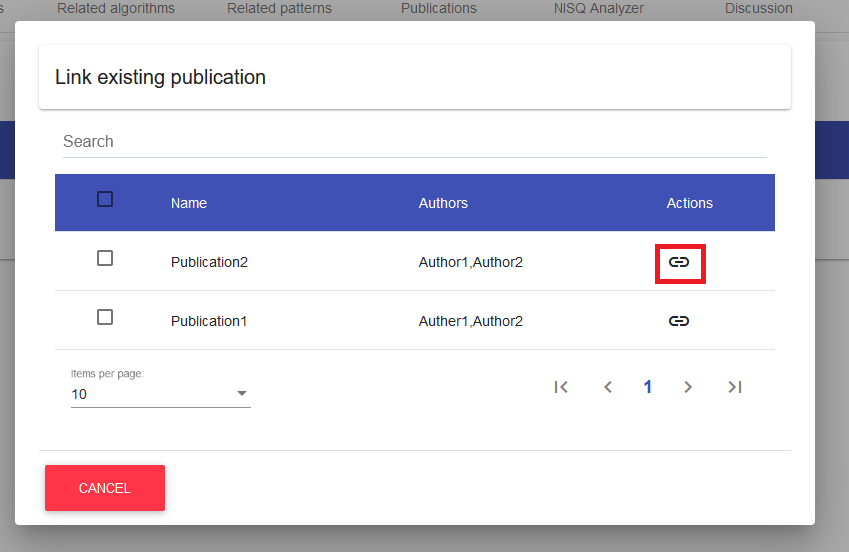 s Related algorithms Related patterns Publications NISQ Analyzer Discussion
Link existing publication
Search
Name Authors Actions
Publication2 Author1,Author2
Publication1 Auther1,Author2
Items per page:
10 1
CANCEL